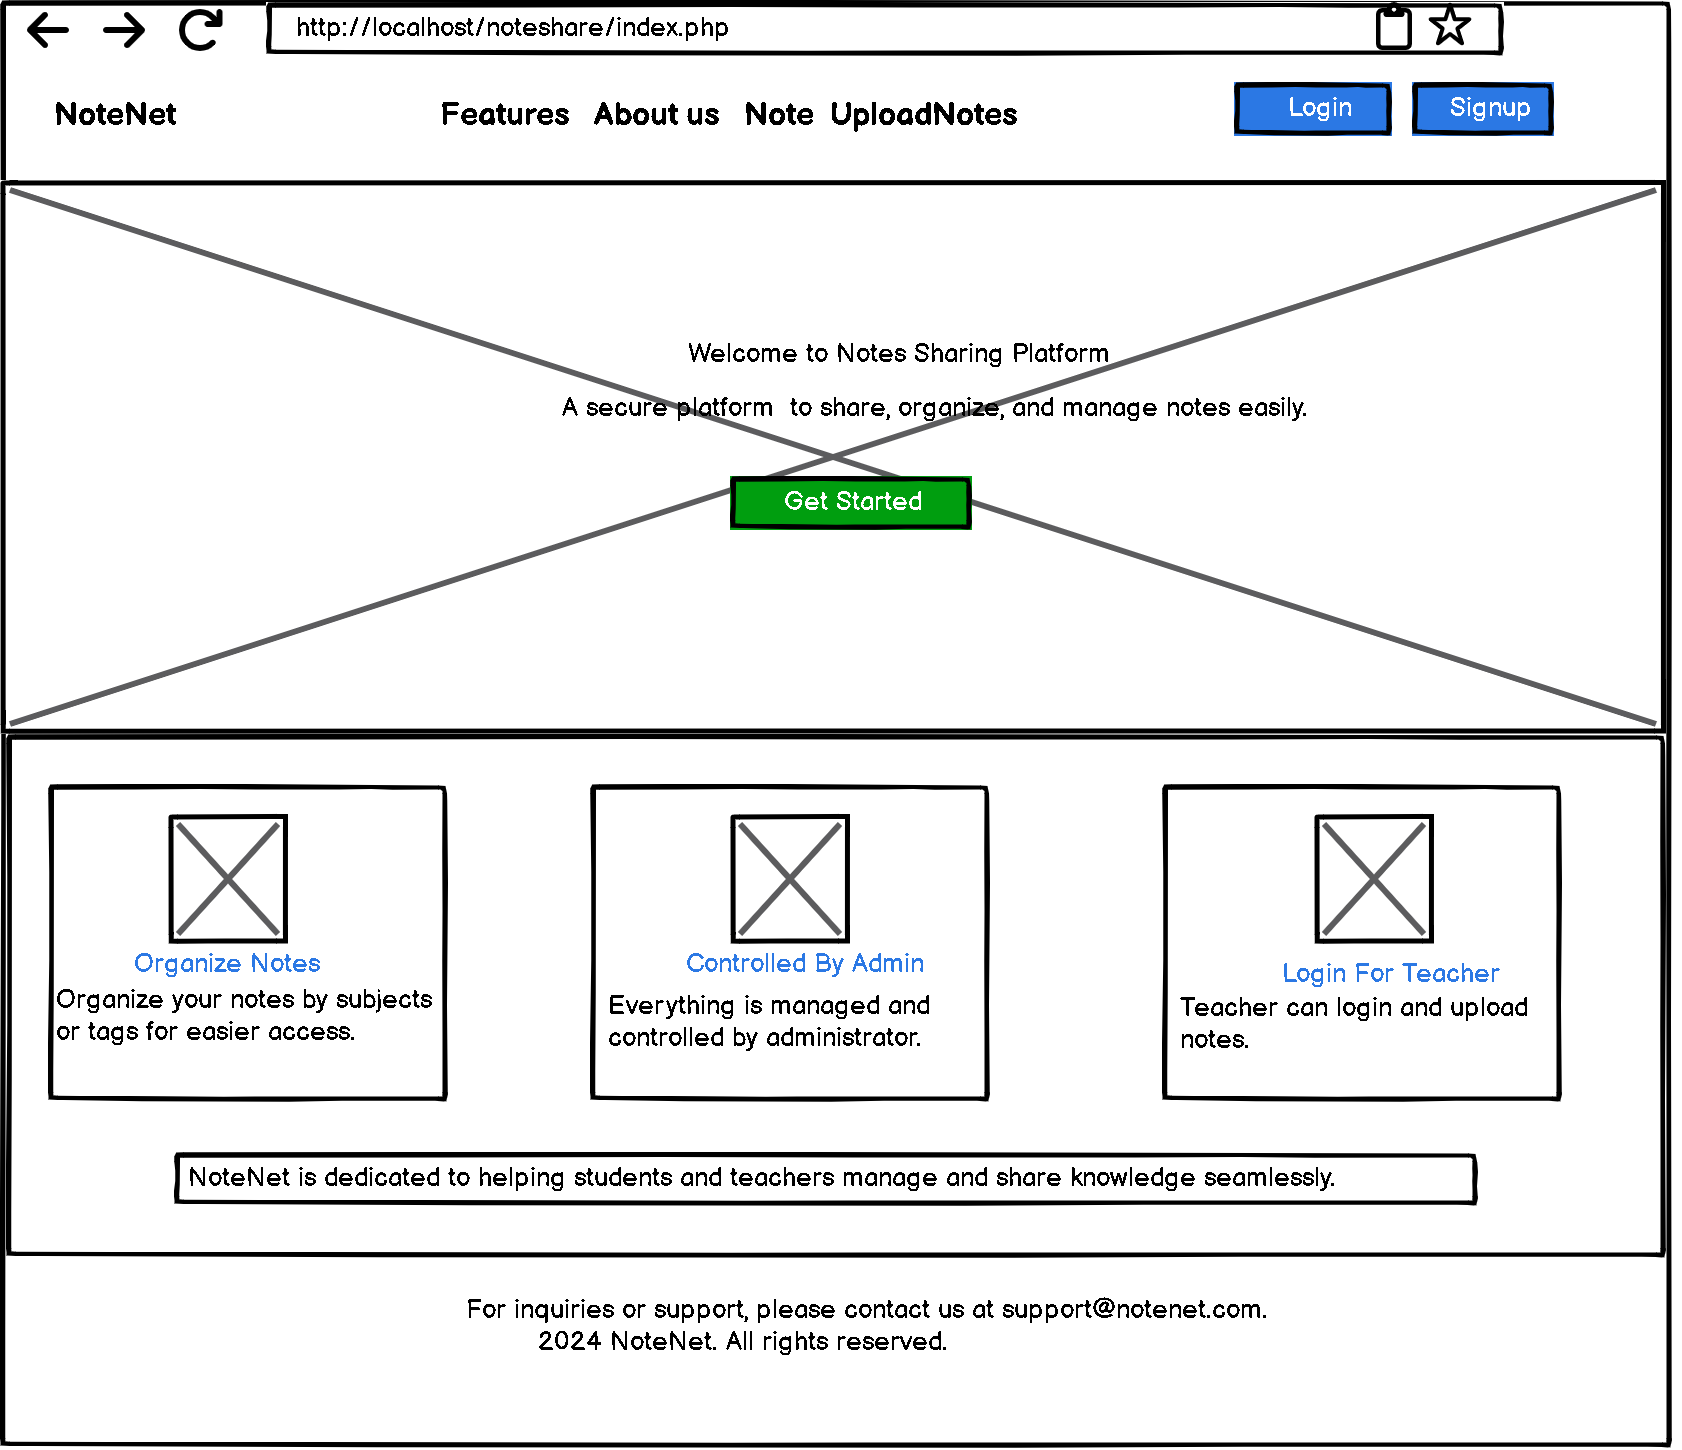 http://localhost/noteshare/index.php
NoteNet Features About us Note UploadNotes Login Signup
Welcome to Notes Sharing Platform
A secure platform to share, organize, and manage notes easily.
Get Started
Organize Notes
Organize your notes by subjects
or tags for easier access.
Controlled By Admin
Everything is managed and
controlled by administrator.
Login For Teacher
Teacher can login and upload
notes.
NoteNet is dedicated to helping students and teachers manage and share knowledge seamlessly.
For inquiries or support, please contact us at support@notenet.com.
2024 NoteNet. All rights reserved.